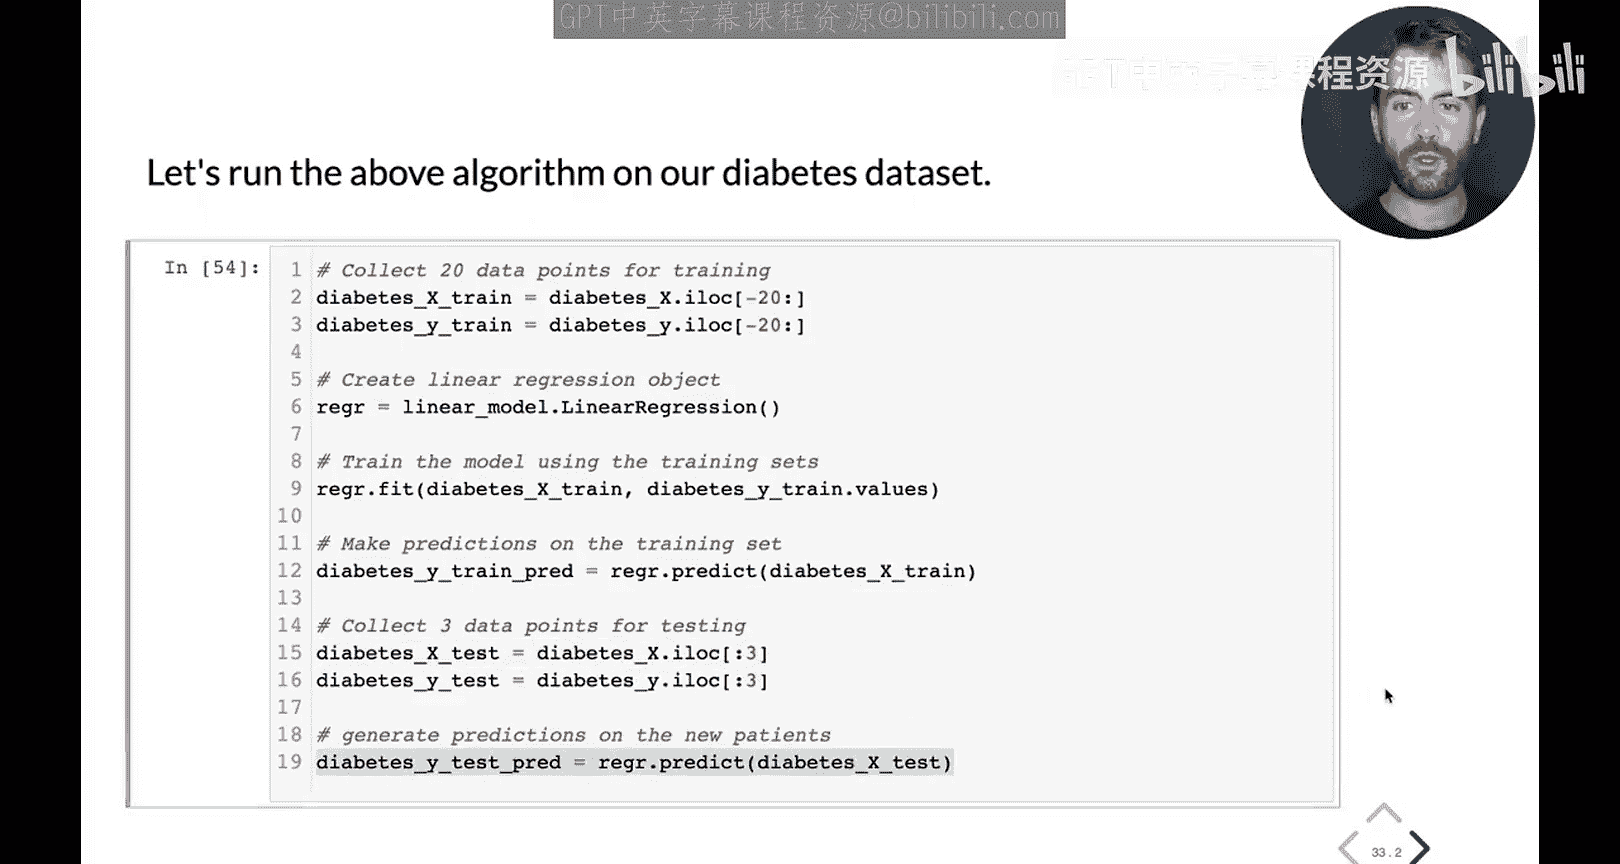 GPT中英字幕课程资源@bilibili.com
课程资源 bilibili
Let's run the above algorithm on our diabetes dataset.
In [54]:
1 # Collect 20 data points for training
2 diabetes_X_train = diabetes_X.iloc[-20:]
3 diabetes_y_train = diabetes_y.iloc[-20:]
4
5 # Create linear regression object
6 regr = linear_model.LinearRegression()
7
8 # Train the model using the training sets
9 regr.fit(diabetes_X_train, diabetes_y_train.values)
10
11 # Make predictions on the training set
12 diabetes_y_train_pred = regr.predict(diabetes_X_train)
13
14 # Collect 3 data points for testing
15 diabetes_X_test = diabetes_X.iloc[:3]
16 diabetes_y_test = diabetes_y.iloc[:3]
17
18 # generate predictions on the new patients
19 diabetes_y_test_pred = regr.predict(diabetes_X_test)
33.2